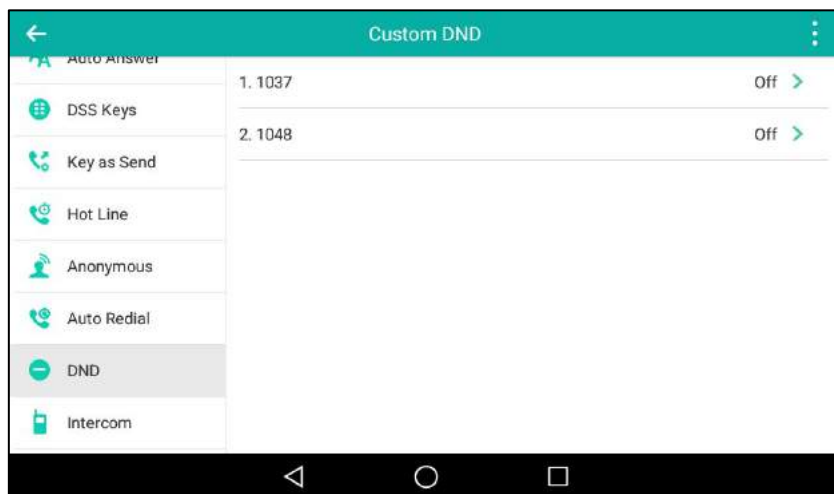 Custom DND
Auto Answer
DSS Keys
Key as Send
Hot Line
Anonymous
Auto Redial
DND
Intercom
1. 1037 Off
2. 1048 Off